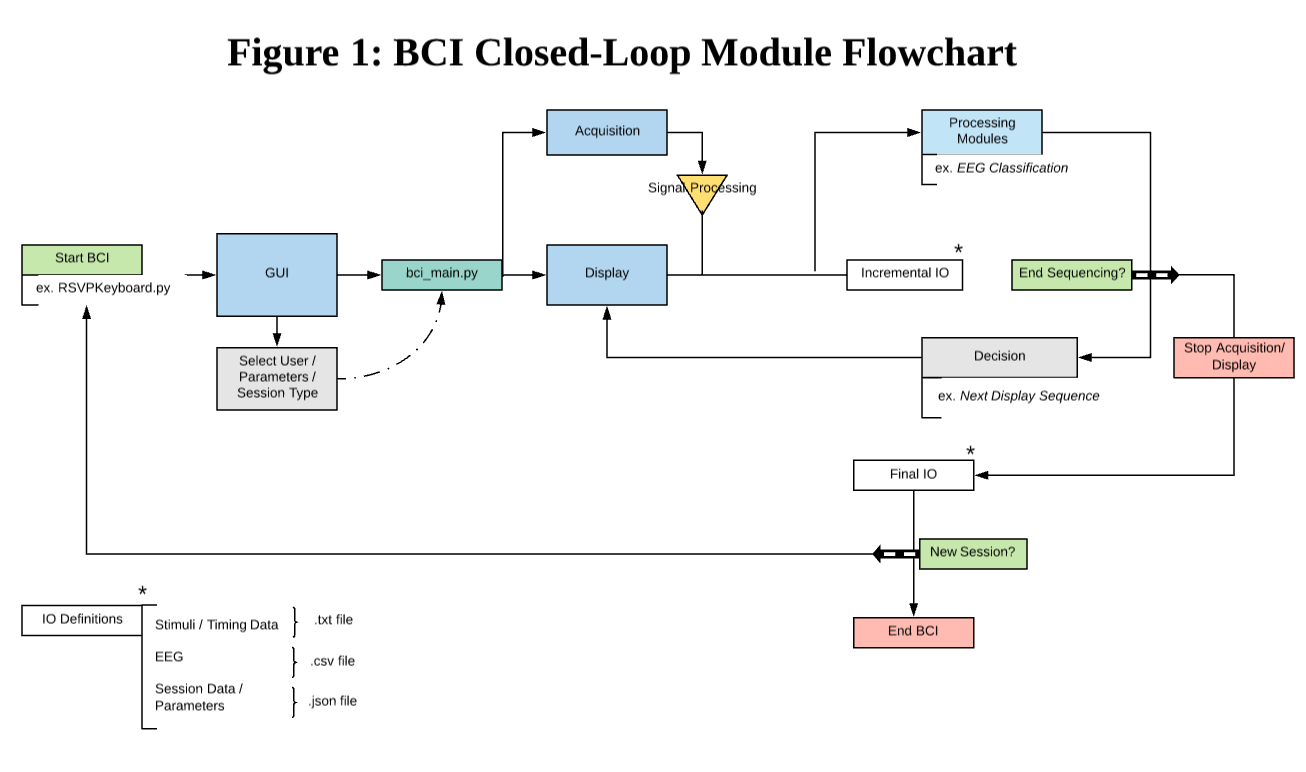 Figure 1: BCI Closed-Loop Module Flowchart
Acquisition
Processing
Modules
ex. EEG Classification
Signal Processing
Start BCI
ex. RSVPKeyboard.py
GUI
bci_main.py
Display
*
Incremental IO
End Sequencing?
Select User /
Parameters /
Session Type
Decision
ex. Next Display Sequence
Stop Acquisition/
Display
*
Final IO
New Session?
End BCI
*
IO Definitions
Stimuli / Timing Data
.txt file
EEG
.csv file
Session Data /
Parameters
.json file